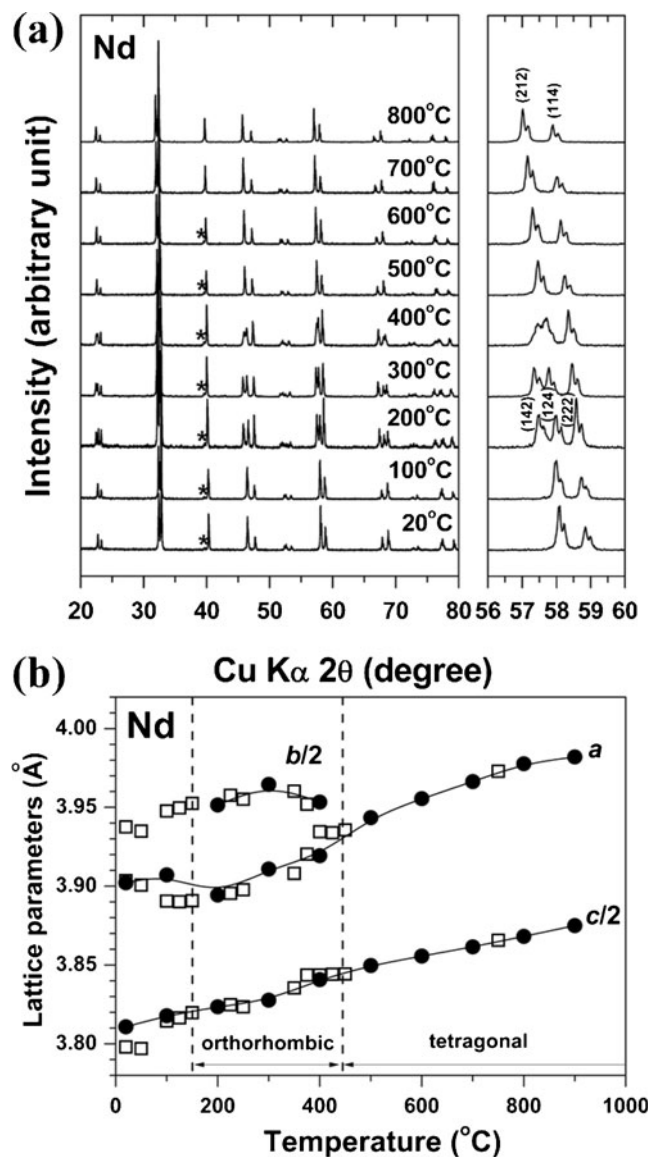 (a)
Nd
Intensity (arbitrary unit)
800°C
700°C
* 600°C
* 500°C
* 400°C
* 300°C
* 200°C
* 100°C
* 20°C
20 30 40 50 60 70 80
(212)
(114)
(142)
(124)
(222)
56 57 58 59 60
Cu Kα 2θ (degree)
(b)
Nd
Lattice parameters (Å)
4.00
3.95
3.90
3.85
3.80
b/2
a
c/2
orthorhombic
tetragonal
0 200 400 600 800 1000
Temperature (°C)